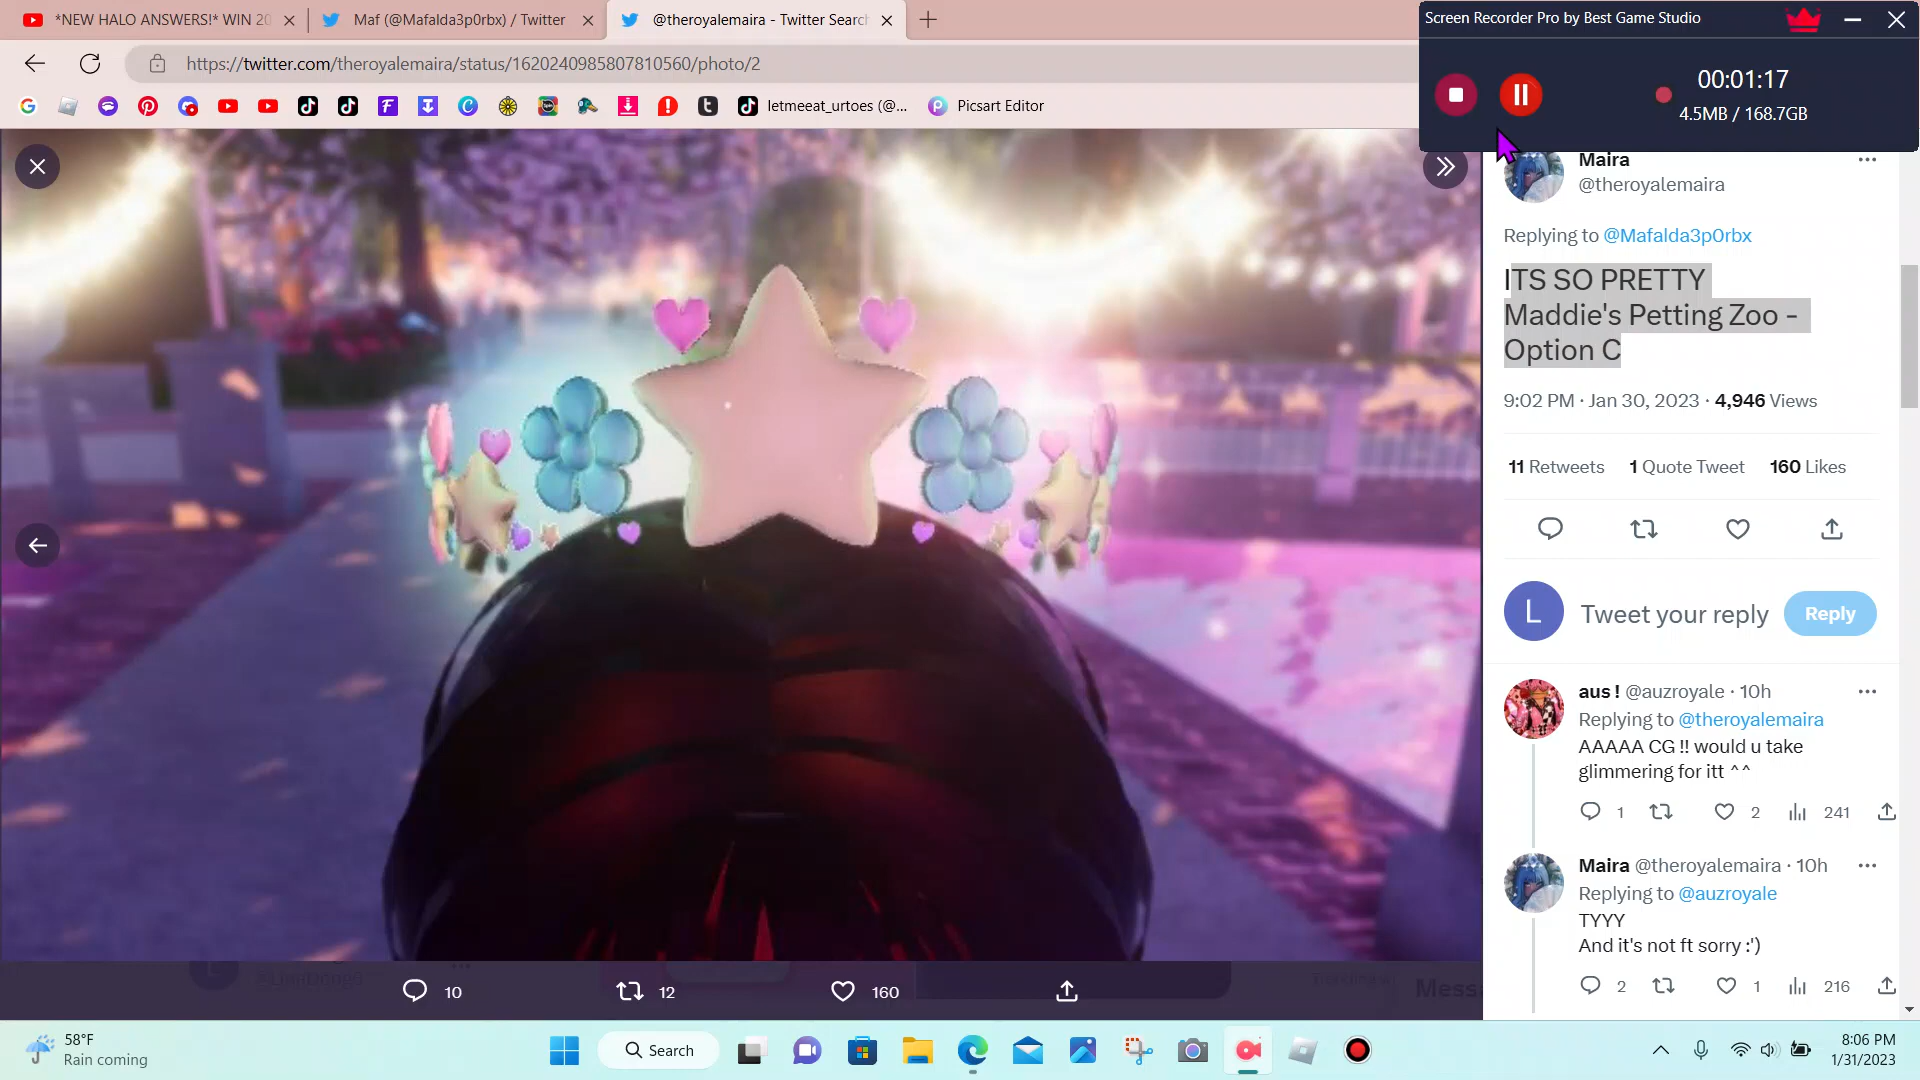 *NEW HALO ANSWERS!* WIN 20
Maf (@Mafalda3p0rbx) / Twitter
@theroyalemaira - Twitter Search
Screen Recorder Pro by Best Game Studio
00:01:17
4.5MB / 168.7GB
https://twitter.com/theroyalemaira/status/1620240985807810560/photo/2
letmeeat_urtoes (@...
Picsart Editor
Maira
@theroyalemaira
Replying to @Mafalda3p0rbx
ITS SO PRETTY
Maddie's Petting Zoo -
Option C
9:02 PM · Jan 30, 2023 · 4,946 Views
11 Retweets 1 Quote Tweet 160 Likes
L Tweet your reply Reply
aus ! @auzroyale · 10h
Replying to @theroyalemaira
AAAAA CG !! would u take
glimmering for itt ^^
1 2 241
Maira @theroyalemaira · 10h
Replying to @auzroyale
TYYY
And it's not ft sorry :')
2 1 216
10 12 160
58°F
Rain coming
Search
8:06 PM
1/31/2023